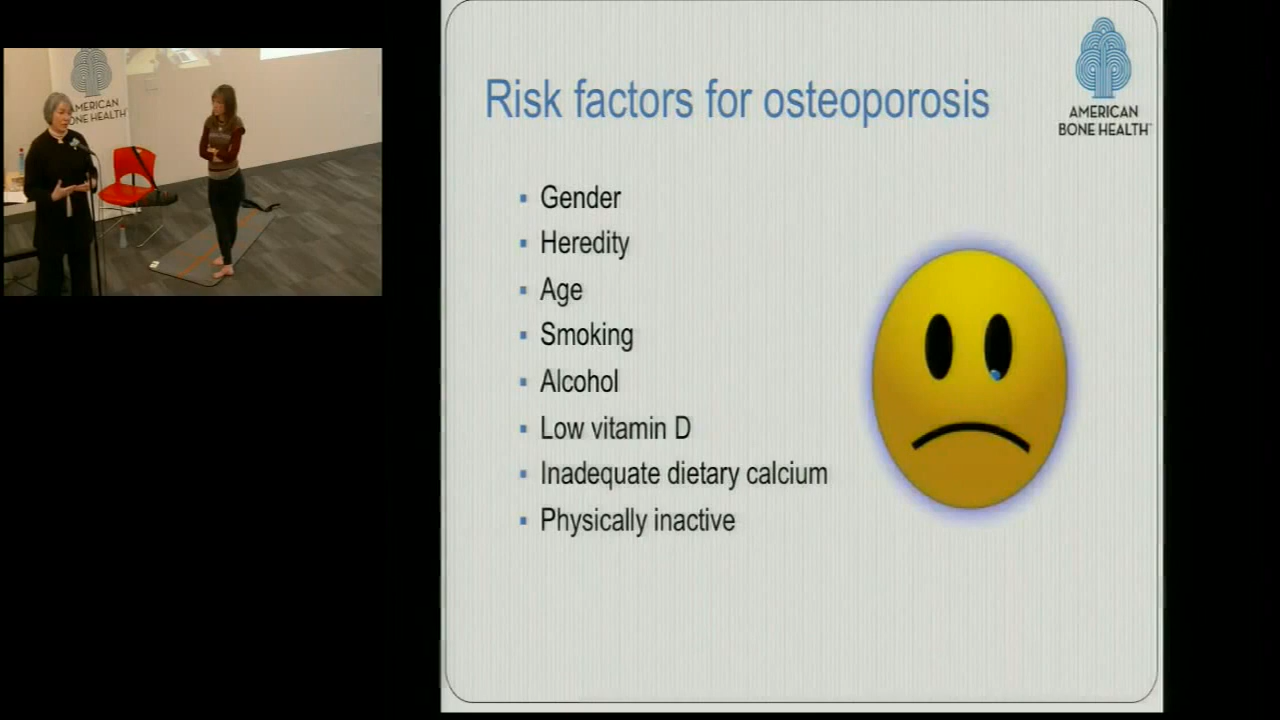 AMERICAN
BONE HEALTH
Risk factors for osteoporosis
AMERICAN
BONE HEALTH
Gender
Heredity
Age
Smoking
Alcohol
Low vitamin D
Inadequate dietary calcium
Physically inactive